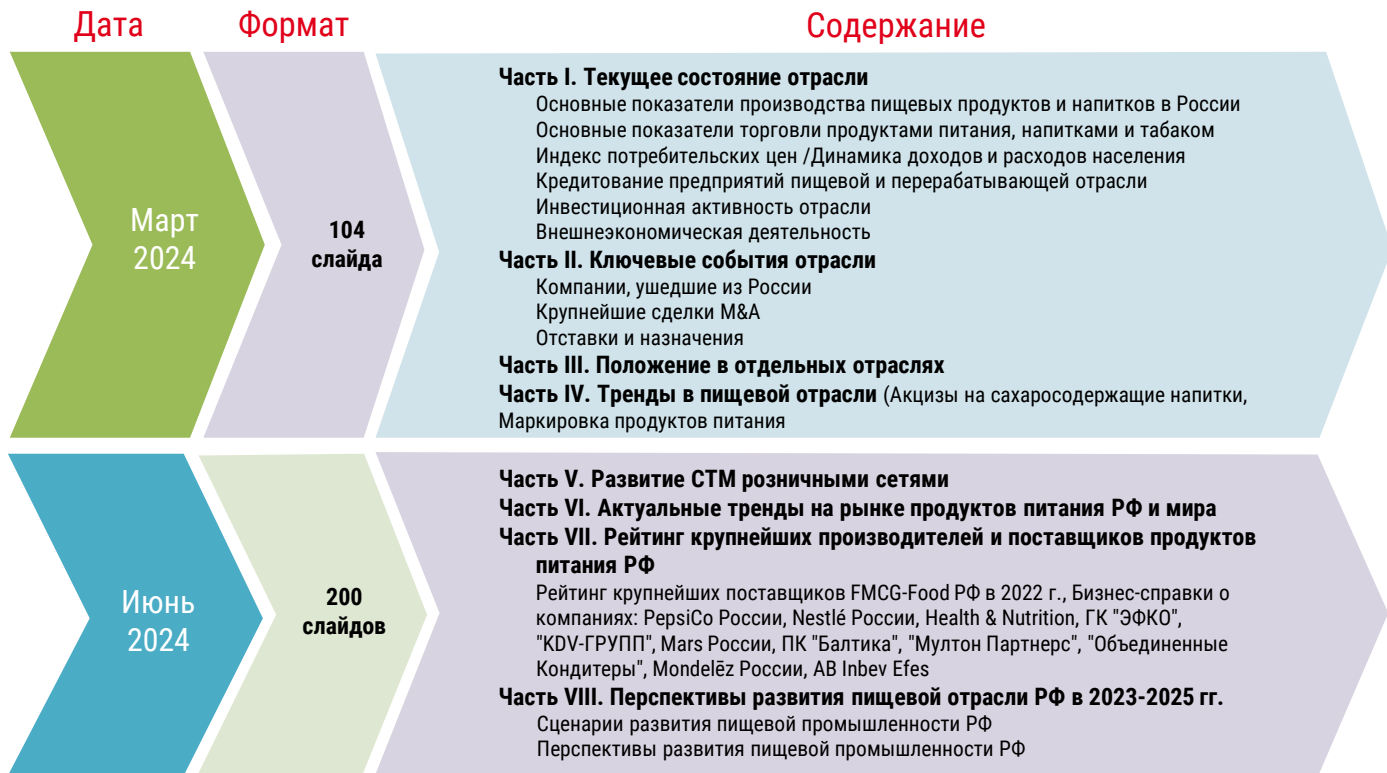 Дата
Формат
Содержание
Март
2024
104
слайда
Часть I. Текущее состояние отрасли
Основные показатели производства пищевых продуктов и напитков в России
Основные показатели торговли продуктами питания, напитками и табаком
Индекс потребительских цен /Динамика доходов и расходов населения
Кредитование предприятий пищевой и перерабатывающей отрасли
Инвестиционная активность отрасли
Внешнеэкономическая деятельность
Часть II. Ключевые события отрасли
Компании, ушедшие из России
Крупнейшие сделки M&A
Отставки и назначения
Часть III. Положение в отдельных отраслях
Часть IV. Тренды в пищевой отрасли (Акцизы на сахаросодержащие напитки,
Маркировка продуктов питания
Июнь
2024
200
слайдов
Часть V. Развитие СТМ розничными сетями
Часть VI. Актуальные тренды на рынке продуктов питания РФ и мира
Часть VII. Рейтинг крупнейших производителей и поставщиков продуктов
питания РФ
Рейтинг крупнейших поставщиков FMCG-Food РФ в 2022 г., Бизнес-справки о
компаниях: PepsiCo России, Nestlé России, Health & Nutrition, ГК "ЭФКО",
"KDV-ГРУПП", Mars России, ПК "Балтика", "Мултон Партнерс", "Объединенные
Кондитеры", Mondelēz России, AB Inbev Efes
Часть VIII. Перспективы развития пищевой отрасли РФ в 2023-2025 гг.
Сценарии развития пищевой промышленности РФ
Перспективы развития пищевой промышленности РФ